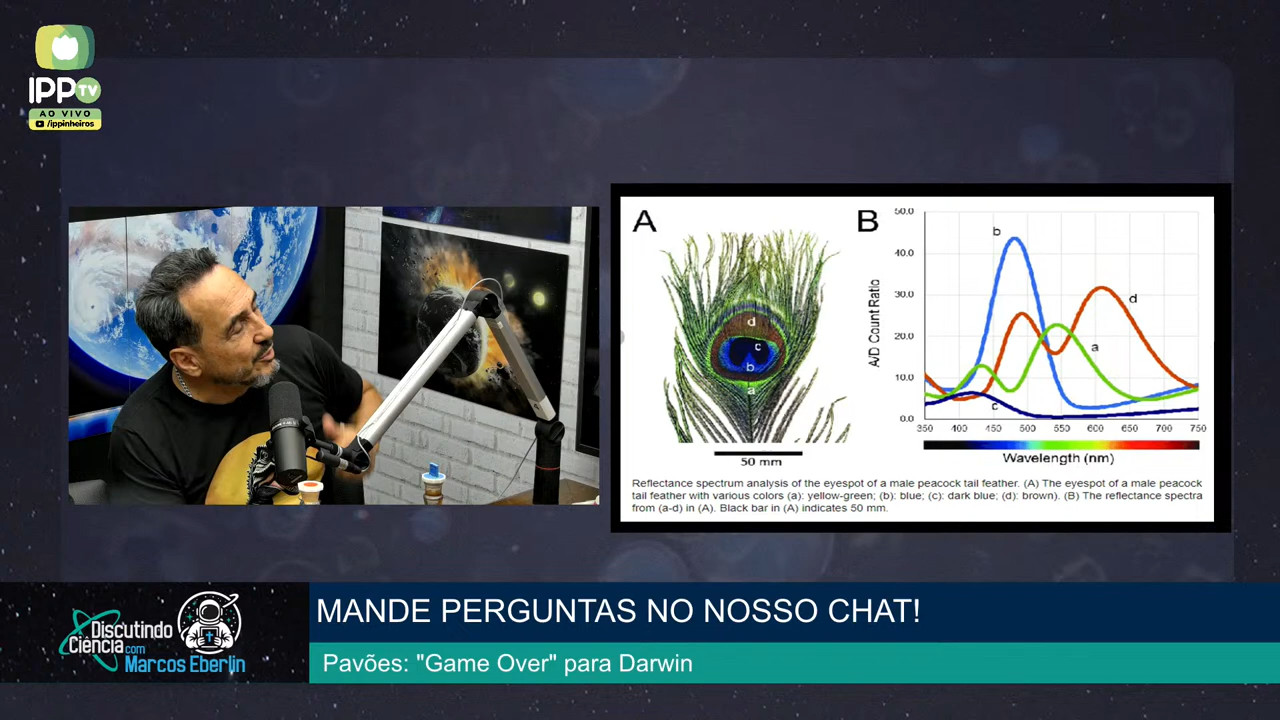 IPP TV
AO VIVO
/ippinheiros
A
B
d
c
b
a
50 mm
50.0
40.0
30.0
20.0
10.0
0.0
A/D Count Ratio
b
d
a
c
350 400 450 500 550 600 650 700 750
Wavelength (nm)
Reflectance spectrum analysis of the eyespot of a male peacock tail feather. (A) The eyespot of a male peacock
tail feather with various colors (a): yellow-green; (b): blue; (c): dark blue; (d): brown). (B) The reflectance spectra
from (a-d) in (A). Black bar in (A) indicates 50 mm.
Discutindo
Ciência com
Marcos Eberlin
MANDE PERGUNTAS NO NOSSO CHAT!
Pavões: "Game Over" para Darwin